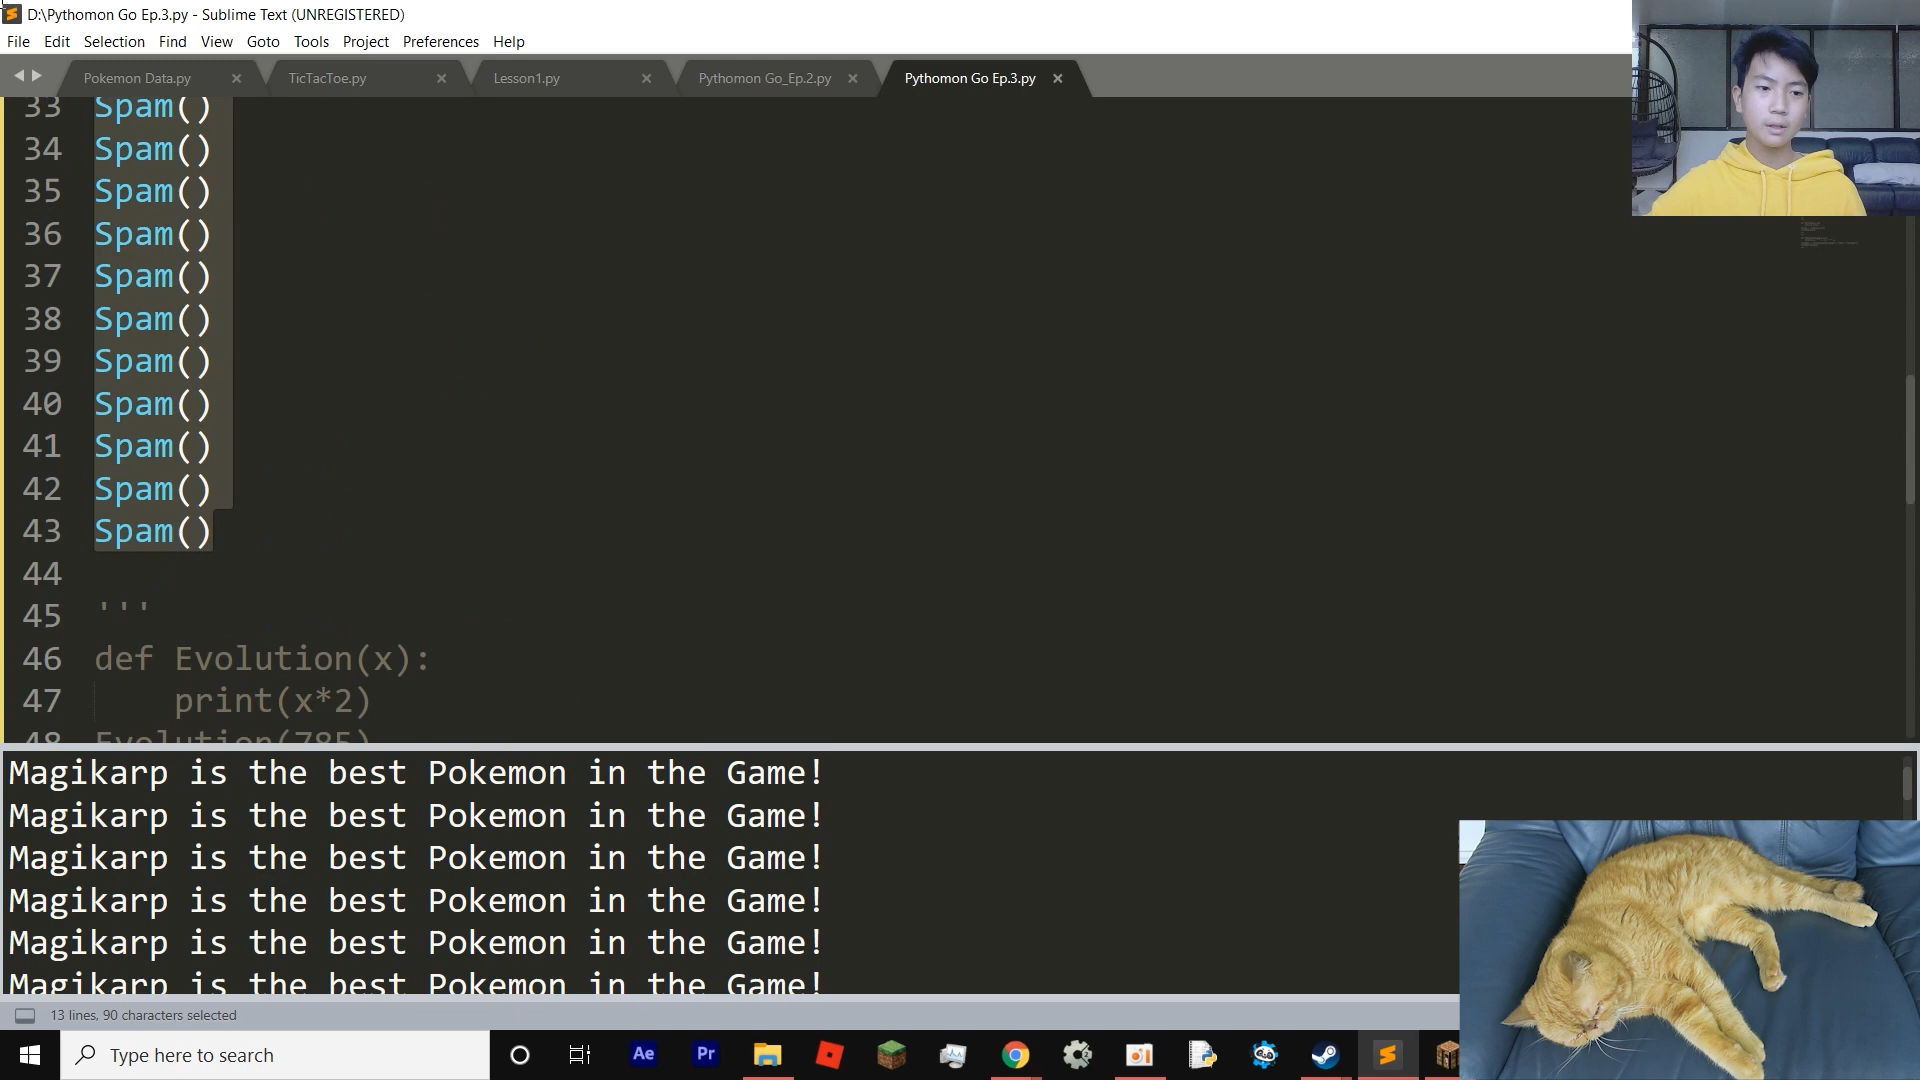 D:\Pythomon Go Ep.3.py - Sublime Text (UNREGISTERED)
File Edit Selection Find View Goto Tools Project Preferences Help
Pokemon Data.py × TicTacToe.py × Lesson1.py × Pythomon Go_Ep.2.py × Pythomon Go Ep.3.py ×
33 Spam()
34 Spam()
35 Spam()
36 Spam()
37 Spam()
38 Spam()
39 Spam()
40 Spam()
41 Spam()
42 Spam()
43 Spam()
44
45 '''
46 def Evolution(x):
47 print(x*2)
48 Evolution(785)
Magikarp is the best Pokemon in the Game!
Magikarp is the best Pokemon in the Game!
Magikarp is the best Pokemon in the Game!
Magikarp is the best Pokemon in the Game!
Magikarp is the best Pokemon in the Game!
Magikarp is the best Pokemon in the Game!
13 lines, 90 characters selected
Type here to search Ae Pr